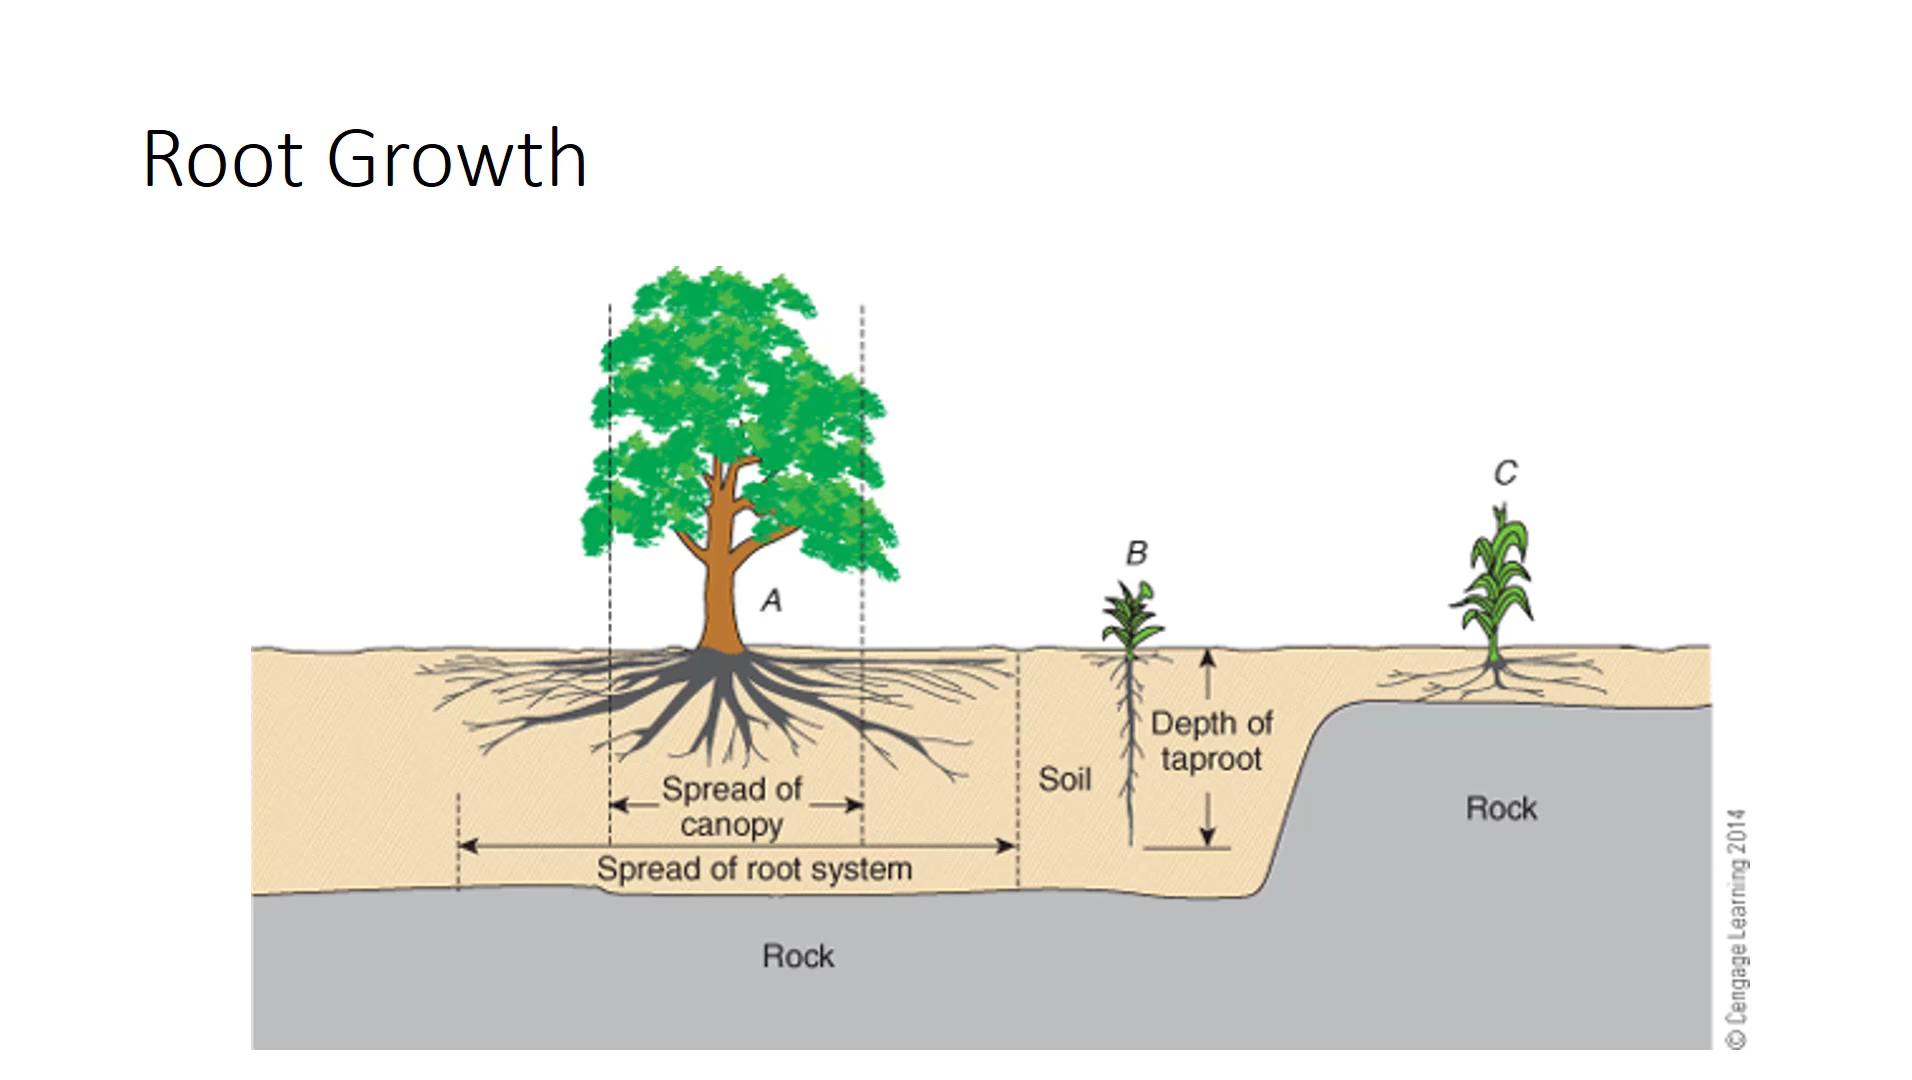 Root Growth
C
B
A
Depth of
taproot
Soil
Spread of
canopy
Rock
Spread of root system
Rock
© Cengage Learning 2014